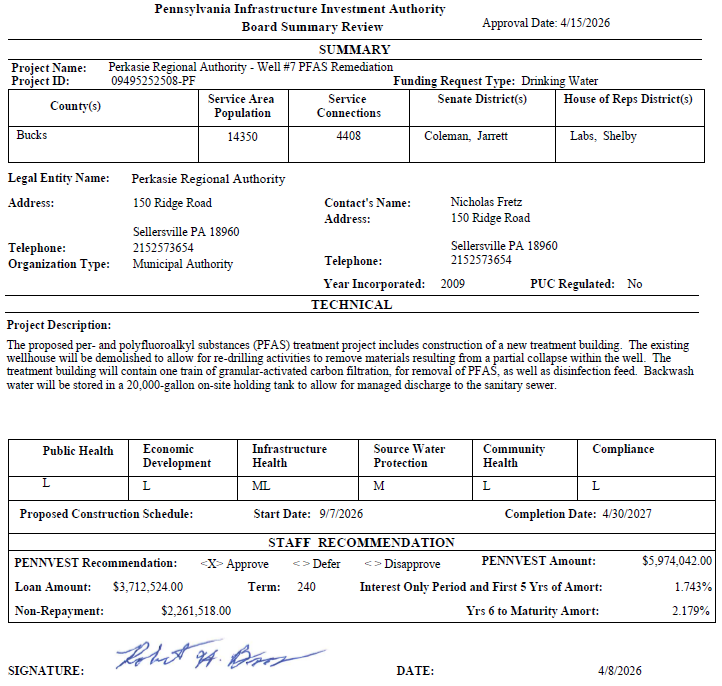 Pennsylvania Infrastructure Investment Authority
Board Summary Review
Approval Date: 4/15/2026
SUMMARY
Project Name: Perkasie Regional Authority - Well #7 PFAS Remediation
Project ID: 09495252508-PF Funding Request Type: Drinking Water
County(s) Service Area Population Service Connections Senate District(s) House of Reps District(s)
Bucks 14350 4408 Coleman, Jarrett Labs, Shelby
Legal Entity Name: Perkasie Regional Authority
Address: 150 Ridge Road Contact's Name: Nicholas Fretz
Address: 150 Ridge Road
Sellersville PA 18960 Sellersville PA 18960
Telephone: 2152573654 Telephone: 2152573654
Organization Type: Municipal Authority
Year Incorporated: 2009 PUC Regulated: No
TECHNICAL
Project Description:
The proposed per- and polyfluoroalkyl substances (PFAS) treatment project includes construction of a new treatment building. The existing
wellhouse will be demolished to allow for re-drilling activities to remove materials resulting from a partial collapse within the well. The
treatment building will contain one train of granular-activated carbon filtration, for removal of PFAS, as well as disinfection feed. Backwash
water will be stored in a 20,000-gallon on-site holding tank to allow for managed discharge to the sanitary sewer.
Public Health Economic Development Infrastructure Health Source Water Protection Community Health Compliance
L L ML M L L
Proposed Construction Schedule: Start Date: 9/7/2026 Completion Date: 4/30/2027
STAFF RECOMMENDATION
PENNVEST Recommendation: <X> Approve < > Defer < > Disapprove PENNVEST Amount: $5,974,042.00
Loan Amount: $3,712,524.00 Term: 240 Interest Only Period and First 5 Yrs of Amort: 1.743%
Non-Repayment: $2,261,518.00 Yrs 6 to Maturity Amort: 2.179%
SIGNATURE: DATE: 4/8/2026